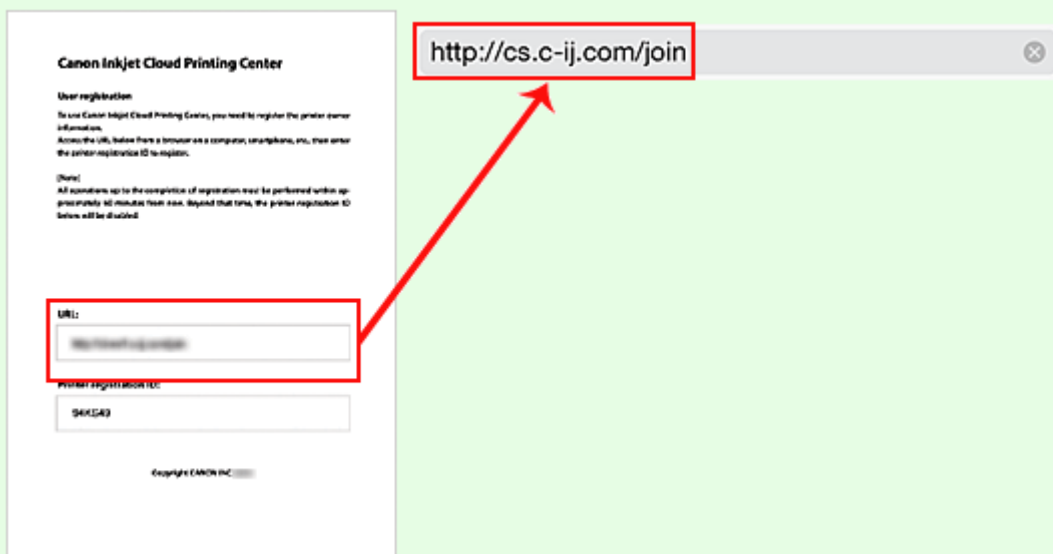 Canon Inkjet Cloud Printing Center
User registration
To use Canon Inkjet Cloud Printing Center, you need to register the printer owner
information.
Access the URL below from a browser on a computer, smartphone, etc., then enter
the printer registration ID to register.
[Note]
All operations up to the completion of registration must be performed within ap-
proximately 60 minutes from now. Beyond that time, the printer registration ID
below will be disabled.
URL:
Printer registration ID:
Copyright CANON INC.
http://cs.c-ij.com/join